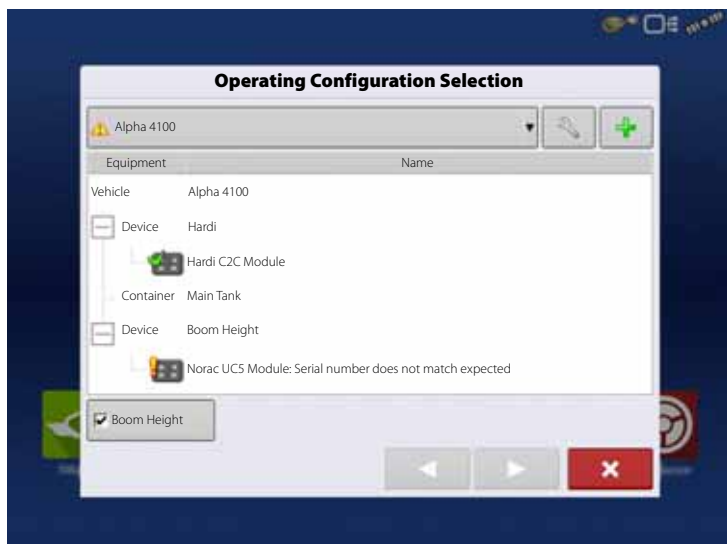 Operating Configuration Selection
Alpha 4100
Equipment Name
Vehicle Alpha 4100
Device Hardi
Hardi C2C Module
Container Main Tank
Device Boom Height
Norac UC5 Module: Serial number does not match expected
Boom Height